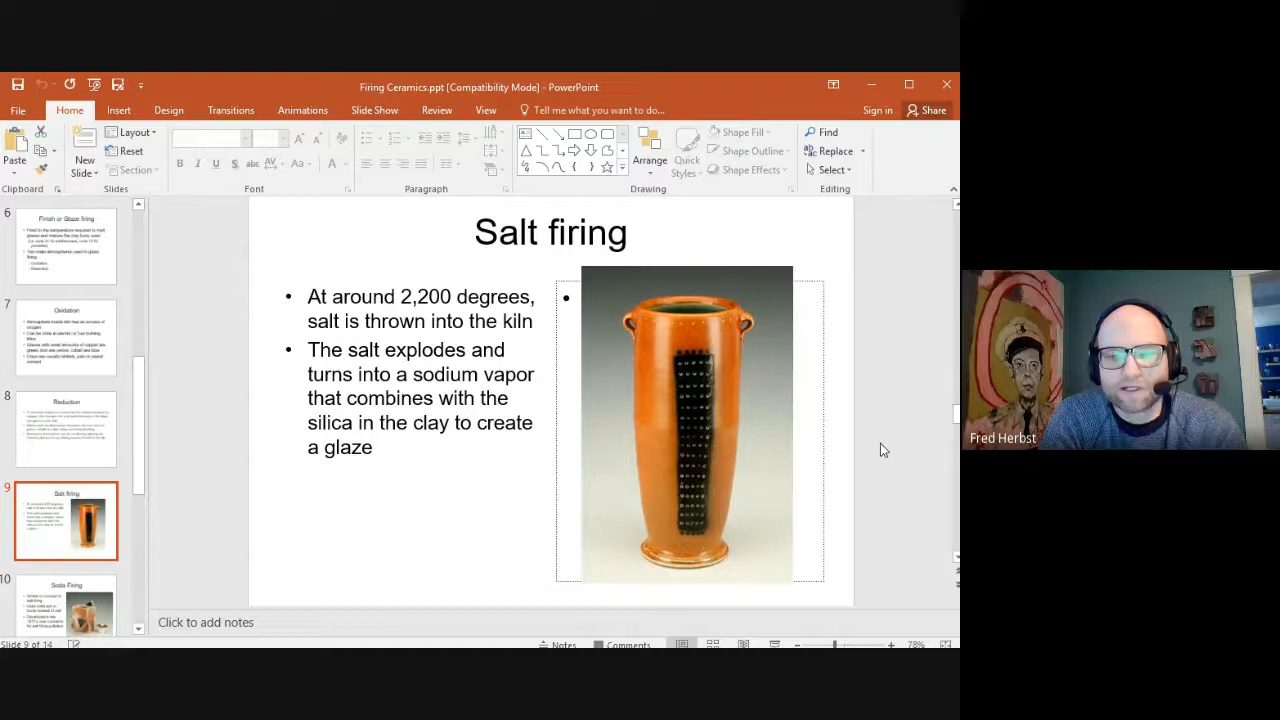 Firing Ceramics.ppt [Compatibility Mode] - PowerPoint
File Home Insert Design Transitions Animations Slide Show Review View Tell me what you want to do... Sign in Share
Paste
New
Slide
Layout
Reset
Section
Arrange
Quick
Styles
Shape Fill
Shape Outline
Shape Effects
Find
Replace
Select
Clipboard Slides Font Paragraph Drawing Editing
6
Finish or Glaze firing
7
Oxidation
8
Reduction
9
Salt firing
10
Soda Firing
Salt firing
• At around 2,200 degrees,
salt is thrown into the kiln
• The salt explodes and
turns into a sodium vapor
that combines with the
silica in the clay to create
a glaze
•
Click to add notes
Slide 9 of 14
Notes Comments 78%
Fred Herbst